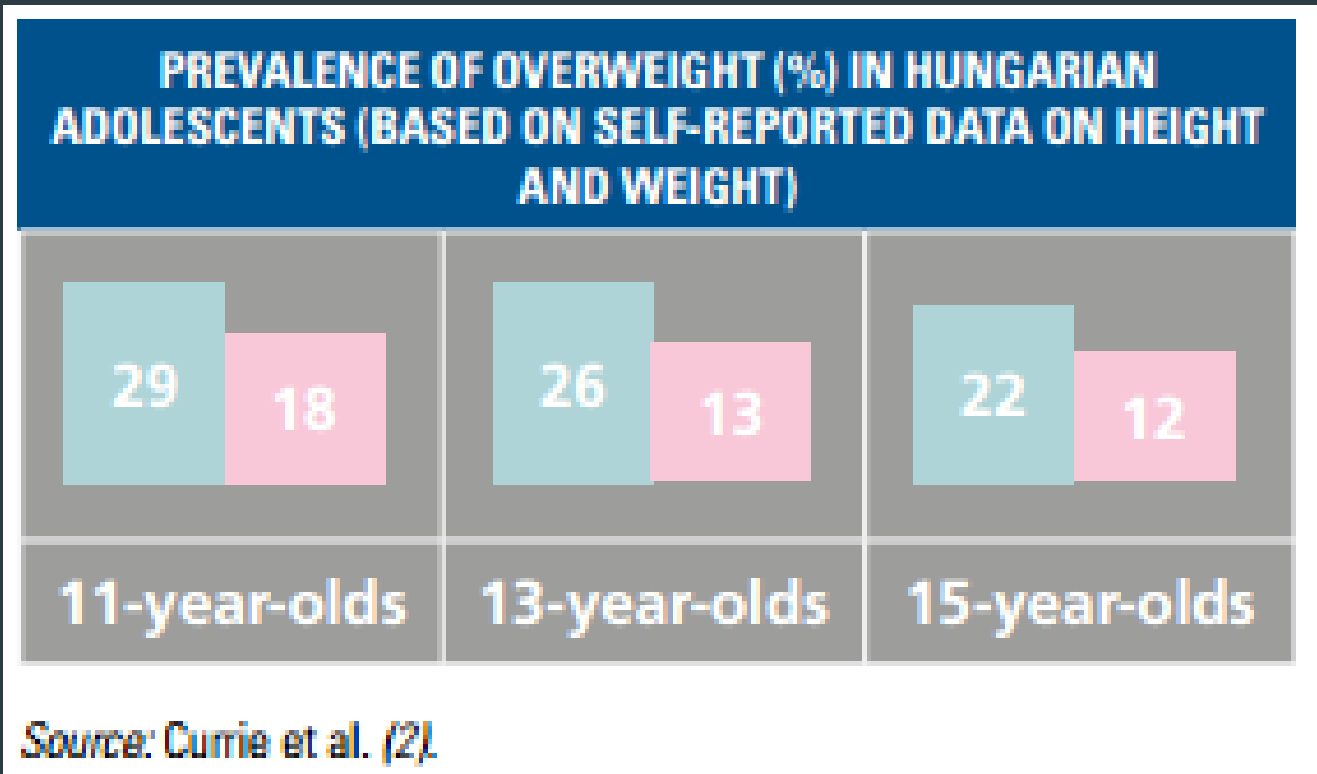 PREVALENCE OF OVERWEIGHT (%) IN HUNGARIAN
ADOLESCENTS (BASED ON SELF-REPORTED DATA ON HEIGHT
AND WEIGHT)
29 18 26 13 22 12
11-year-olds 13-year-olds 15-year-olds
Source: Currie et al. (2).